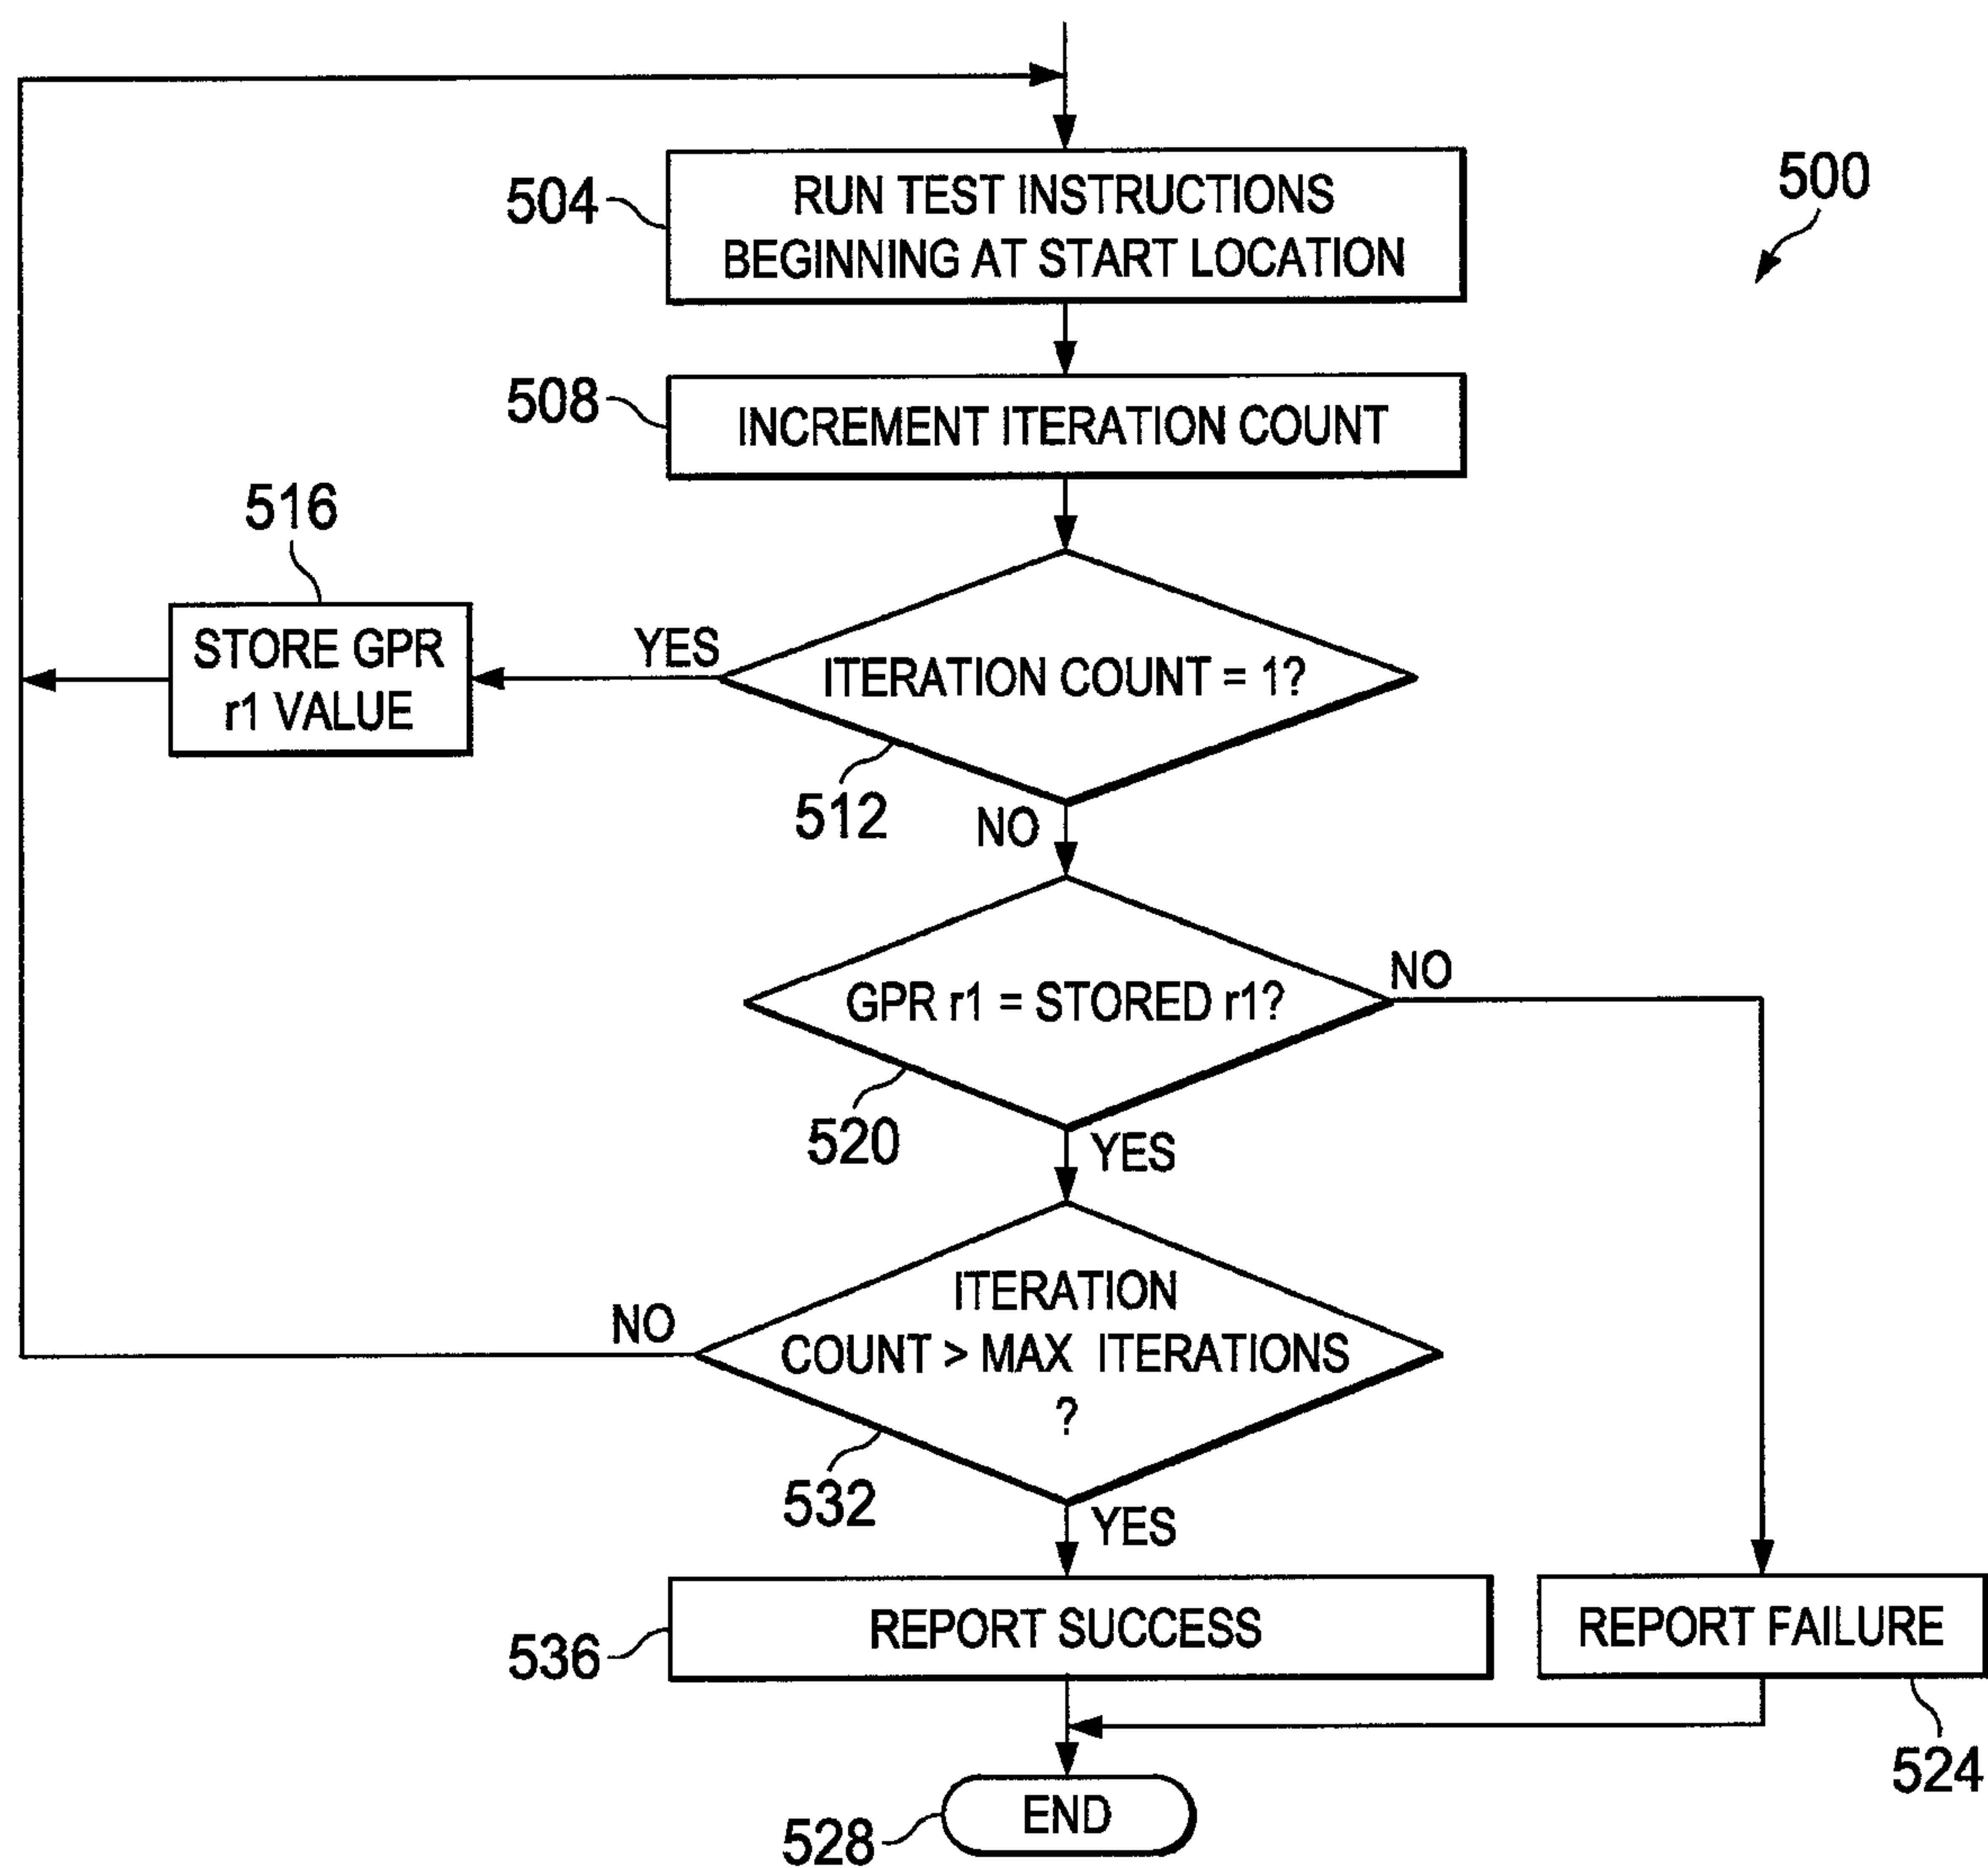 500
504
RUN TEST INSTRUCTIONS
BEGINNING AT START LOCATION
508
INCREMENT ITERATION COUNT
516
STORE GPR
r1 VALUE
YES
ITERATION COUNT = 1?
512
NO
GPR r1 = STORED r1?
NO
520
YES
ITERATION
COUNT > MAX ITERATIONS
?
NO
532
YES
536
REPORT SUCCESS
REPORT FAILURE
524
528
END